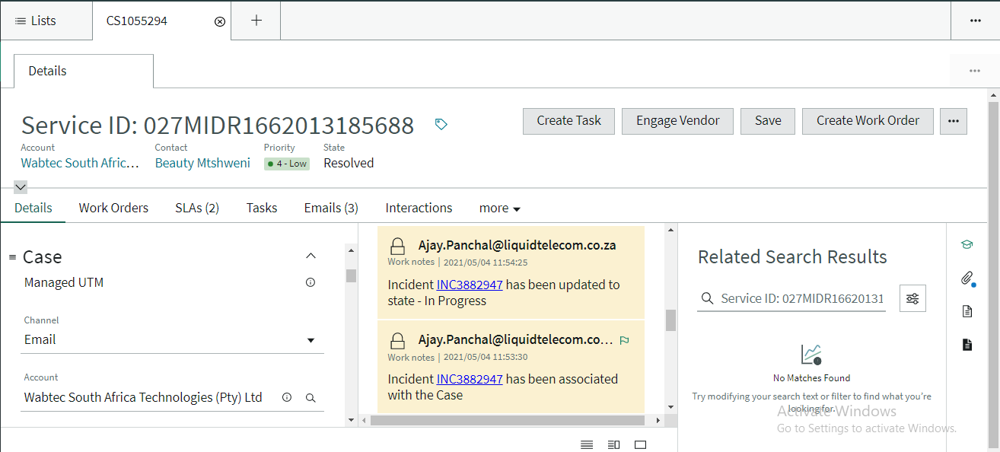 Lists
CS1055294
Details
Service ID: 027MIDR1662013185688
Create Task
Engage Vendor
Save
Create Work Order
Account
Contact
Priority
State
Wabtec South Afric...
Beauty Mtshweni
4 - Low
Resolved
Details
Work Orders
SLAs (2)
Tasks
Emails (3)
Interactions
more
Case
Managed UTM
Channel
Email
Account
Wabtec South Africa Technologies (Pty) Ltd
Ajay.Panchal@liquidtelecom.co.za
Work notes | 2021/05/04 11:54:25
Incident INC3882947 has been updated to
state - In Progress
Ajay.Panchal@liquidtelecom.co...
Work notes | 2021/05/04 11:53:30
Incident INC3882947 has been associated
with the Case
Related Search Results
Service ID: 027MIDR16620131
No Matches Found
Try modifying your search text or filter to find what you're
looking for.
Activate Windows
Go to Settings to activate Windows.